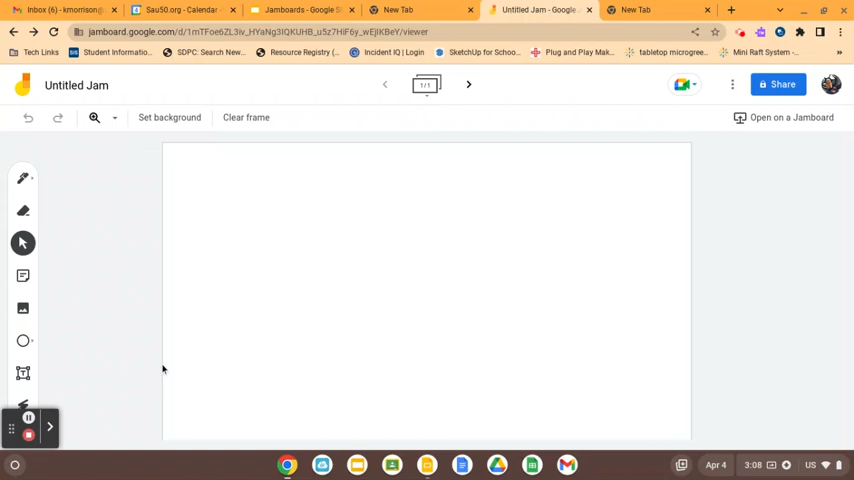 Inbox (6) - kmorrison@
Sau50.org - Calendar -
Jamboards - Google Sl
New Tab
Untitled Jam - Google J
New Tab
jamboard.google.com/d/1mTFoe6ZL3iv_HYaNg3IQKUHB_u5z7HiF6y_wEjIKBeY/viewer
Tech Links
SIS
Student Informatio...
SDPC: Search New...
Resource Registry (...
Incident IQ | Login
SketchUp for Schoo...
Plug and Play Mak...
tabletop microgree...
Mini Raft System -...
»
Untitled Jam
1/1
Share
Set background
Clear frame
Open on a Jamboard
Apr 4
3:08
US